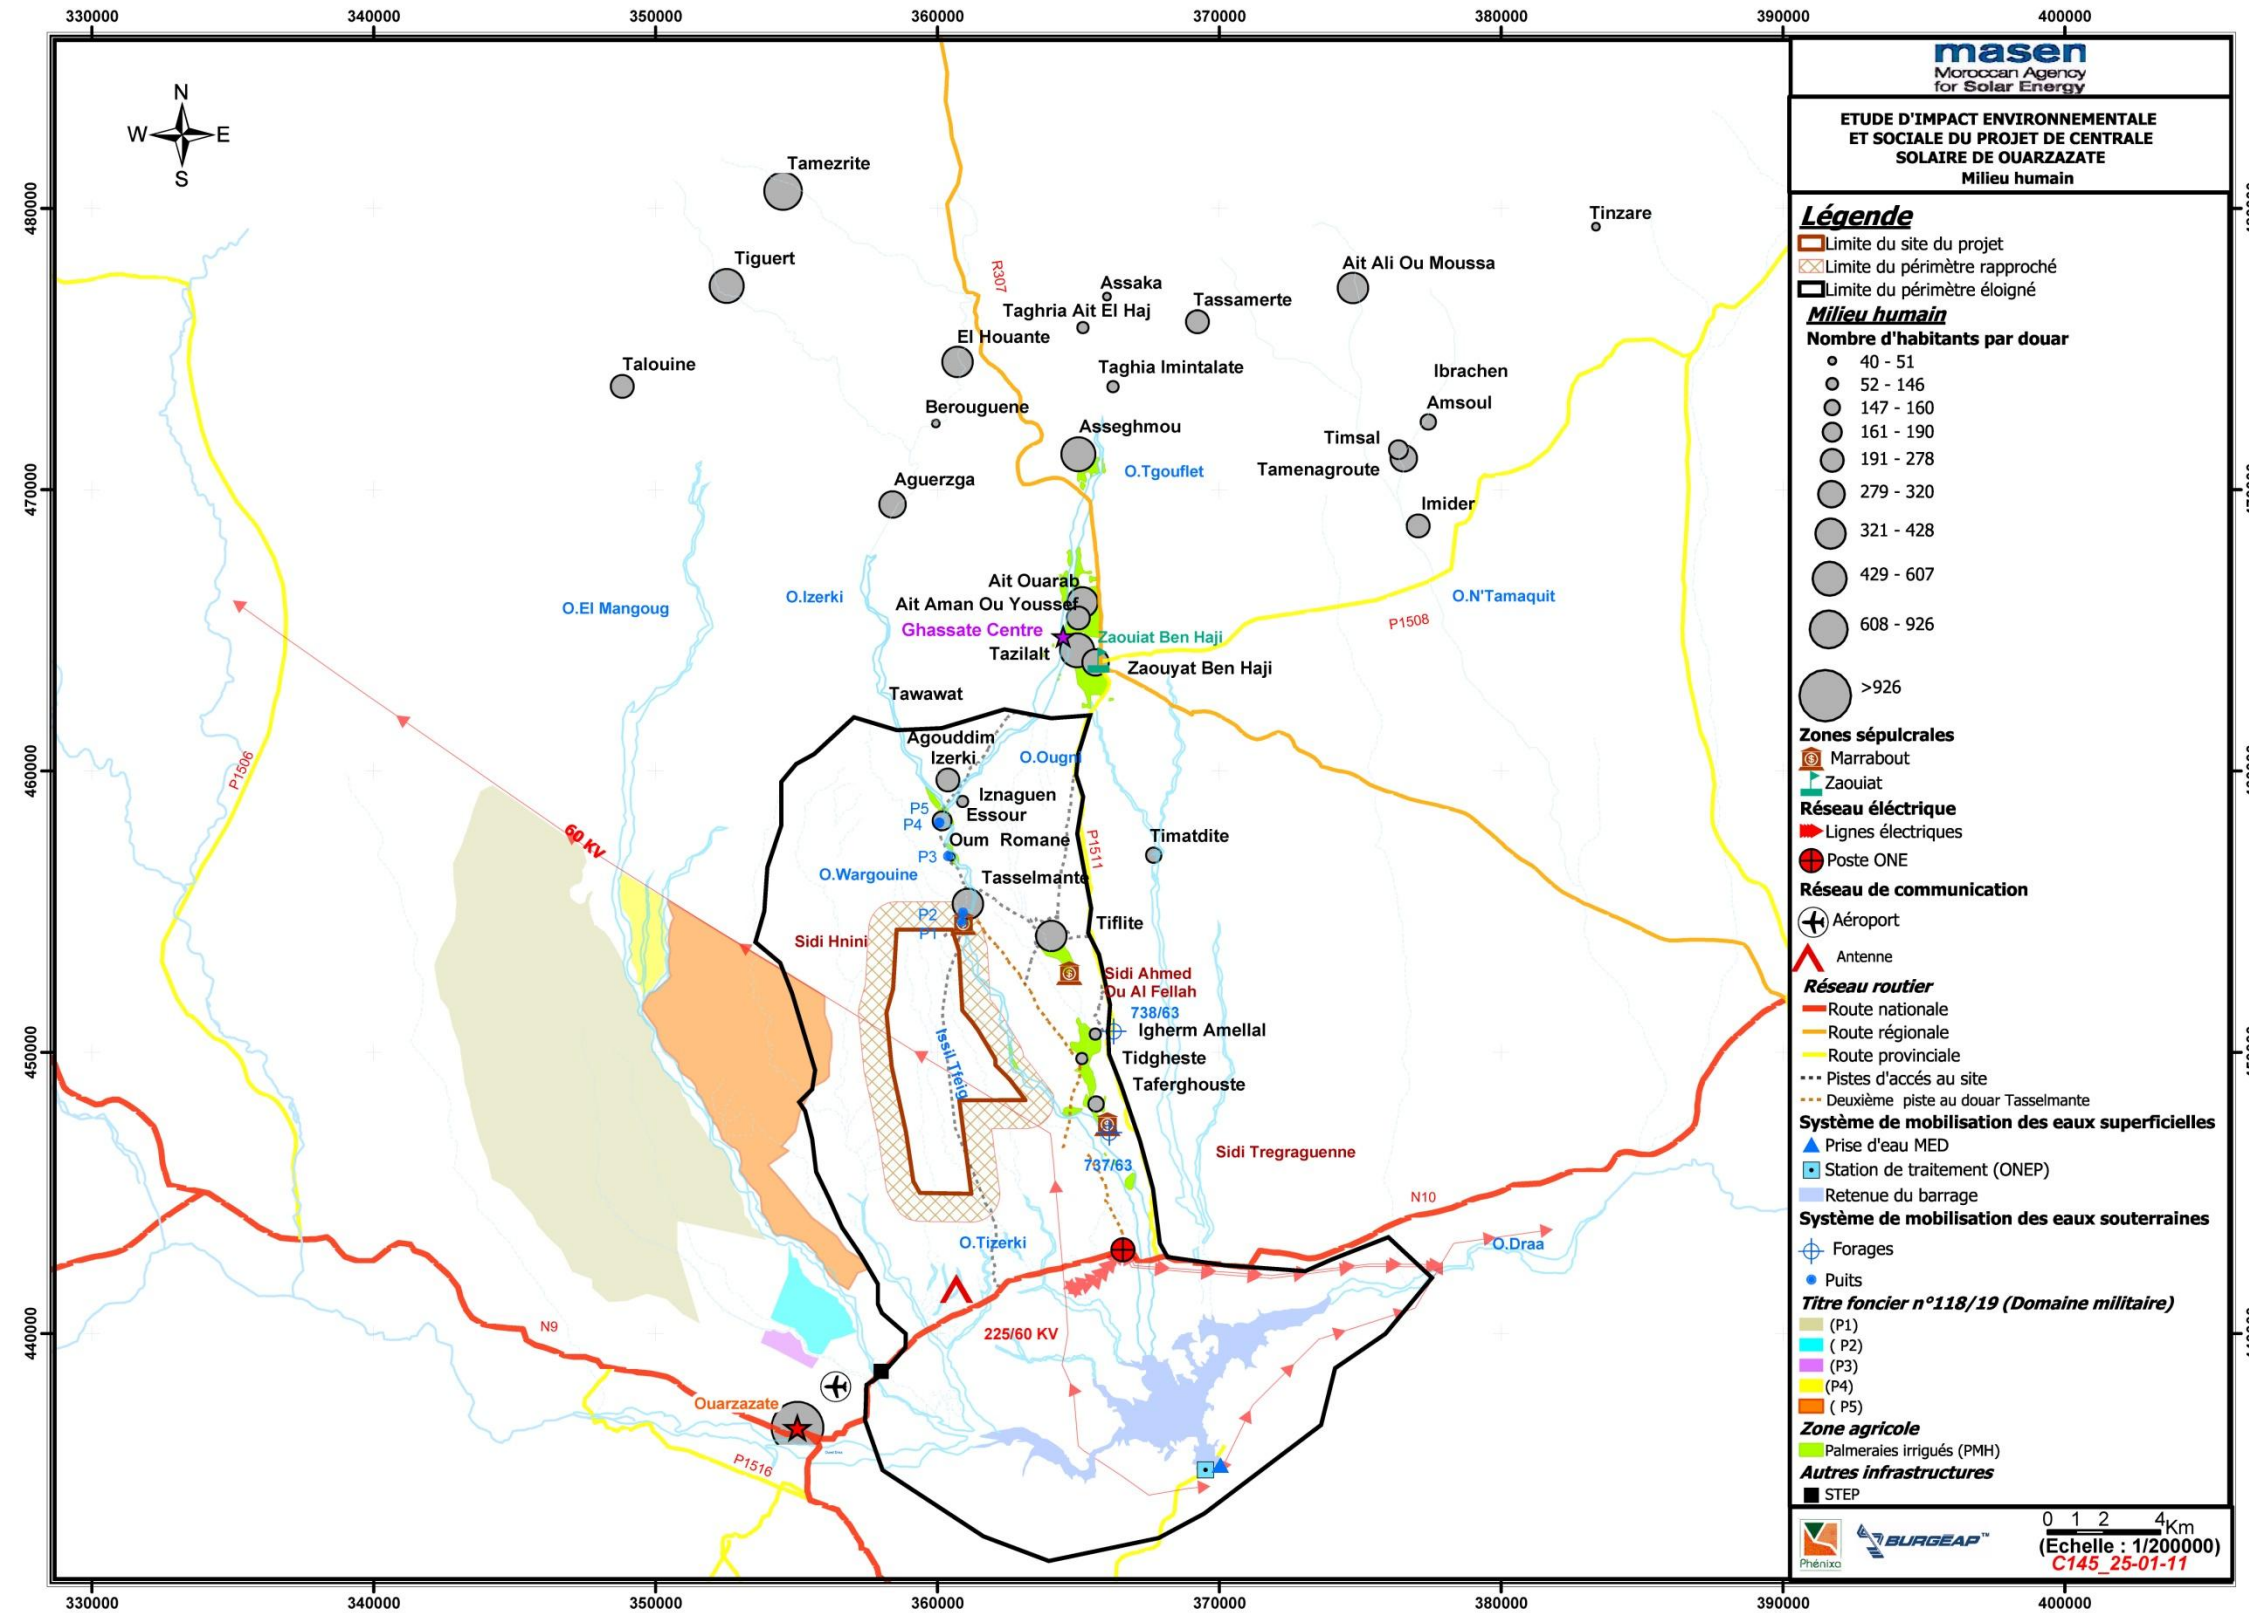 330000
340000
350000
360000
370000
380000
390000
400000
N
W
E
S
480000
470000
460000
450000
440000
Tamezrite
Tiguert
Talouine
R307
Assaka
Taghria Ait El Haj
Tassamerte
Ait Ali Ou Moussa
Tinzare
El Houante
Taghia Imintalate
Ibrachen
Berouguene
Amsoul
Asseghmou
Timsal
O.Tgouflet
Tamenagroute
Aguerzga
Imider
Ait Ouarab
O.El Mangoug
O.Izerki
Ait Aman Ou Youssef
O.N'Tamaquit
P1508
Ghassate Centre
Zaouiat Ben Haji
Tazilalt
Zaouyat Ben Haji
Tawawat
Agouddim
Izerki
O.Ougni
P1506
Iznaguen
P5
Essour
P4
60 KV
Oum Romane
P1511
Timatdite
P3
O.Wargouine
Tasselmante
P2
Tiflite
P1
Sidi Hnini
Sidi Ahmed
Ou Al Fellah
738/63
Igherm Amellal
Issil Tfeig
Tidgheste
Taferghouste
737/63
Sidi Tregraguenne
N10
O.Tizerki
O.Draa
N9
225/60 KV
Ouarzazate
P1516
masen
Moroccan Agency
for Solar Energy
ETUDE D'IMPACT ENVIRONNEMENTALE
ET SOCIALE DU PROJET DE CENTRALE
SOLAIRE DE OUARZAZATE
Milieu humain
Légende
Limite du site du projet
Limite du périmètre rapproché
Limite du périmètre éloigné
Milieu humain
Nombre d'habitants par douar
40 - 51
52 - 146
147 - 160
161 - 190
191 - 278
279 - 320
321 - 428
429 - 607
608 - 926
>926
Zones sépulcrales
Marrabout
Zaouiat
Réseau éléctrique
Lignes électriques
Poste ONE
Réseau de communication
Aéroport
Antenne
Réseau routier
Route nationale
Route régionale
Route provinciale
Pistes d'accés au site
Deuxième piste au douar Tasselmante
Système de mobilisation des eaux superficielles
Prise d'eau MED
Station de traitement (ONEP)
Retenue du barrage
Système de mobilisation des eaux souterraines
Forages
Puits
Titre foncier n°118/19 (Domaine militaire)
(P1)
( P2)
(P3)
(P4)
( P5)
Zone agricole
Palmeraies irrigués (PMH)
Autres infrastructures
STEP
Phénixa
BURGÉAP™
0 1 2 4 Km
(Echelle : 1/200000)
C145_25-01-11
330000
340000
350000
360000
370000
380000
390000
400000